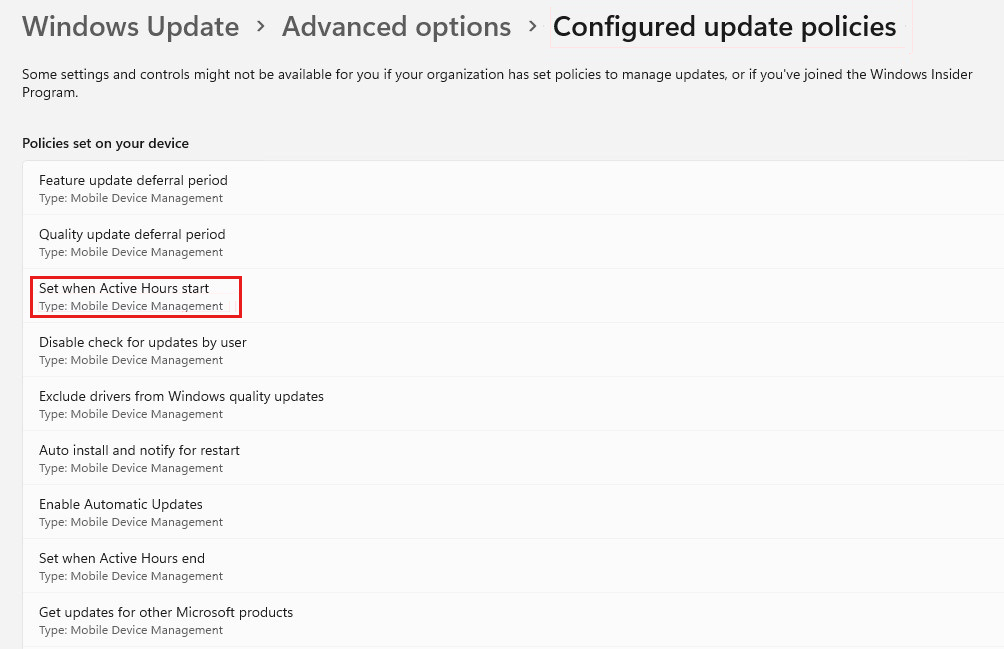 Windows Update > Advanced options > Configured update policies
Some settings and controls might not be available for you if your organization has set policies to manage updates, or if you've joined the Windows Insider
Program.
Policies set on your device
Feature update deferral period
Type: Mobile Device Management
Quality update deferral period
Type: Mobile Device Management
Set when Active Hours start
Type: Mobile Device Management
Disable check for updates by user
Type: Mobile Device Management
Exclude drivers from Windows quality updates
Type: Mobile Device Management
Auto install and notify for restart
Type: Mobile Device Management
Enable Automatic Updates
Type: Mobile Device Management
Set when Active Hours end
Type: Mobile Device Management
Get updates for other Microsoft products
Type: Mobile Device Management